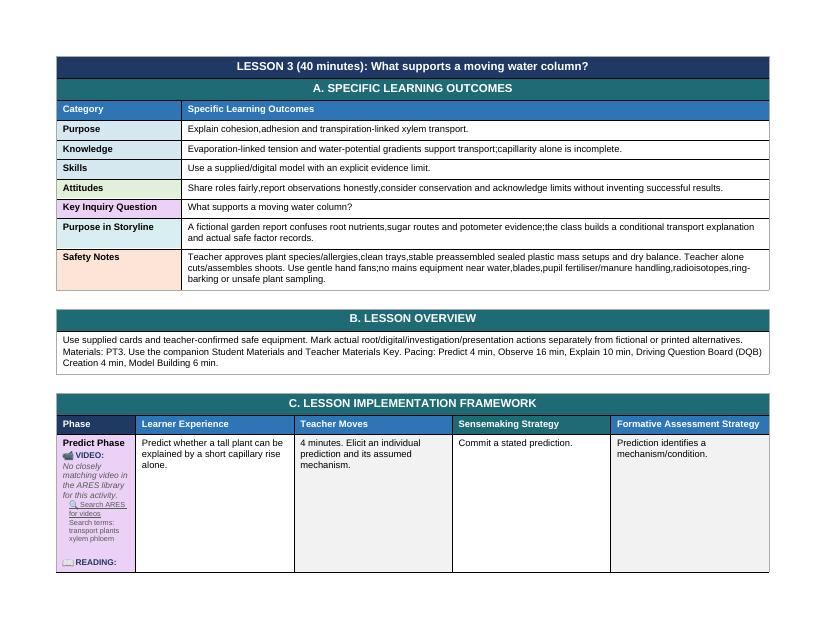 LESSON 3 (40 minutes): What supports a moving water column?
A. SPECIFIC LEARNING OUTCOMES
Category
Specific Learning Outcomes
Purpose
Explain cohesion,adhesion and transpiration-linked xylem transport.
Knowledge
Evaporation-linked tension and water-potential gradients support transport;capillarity alone is incomplete.
Skills
Use a supplied/digital model with an explicit evidence limit.
Attitudes
Share roles fairly,report observations honestly,consider conservation and acknowledge limits without inventing successful results.
Key Inquiry Question
What supports a moving water column?
Purpose in Storyline
A fictional garden report confuses root nutrients,sugar routes and potometer evidence;the class builds a conditional transport explanation
and actual safe factor records.
Safety Notes
Teacher approves plant species/allergies,clean trays,stable preassembled sealed plastic mass setups and dry balance. Teacher alone
cuts/assembles shoots. Use gentle hand fans;no mains equipment near water,blades,pupil fertiliser/manure handling,radioisotopes,ring-
barking or unsafe plant sampling.
B. LESSON OVERVIEW
Use supplied cards and teacher-confirmed safe equipment. Mark actual root/digital/investigation/presentation actions separately from fictional or printed alternatives.
Materials: PT3. Use the companion Student Materials and Teacher Materials Key. Pacing: Predict 4 min, Observe 16 min, Explain 10 min, Driving Question Board (DQB)
Creation 4 min, Model Building 6 min.
C. LESSON IMPLEMENTATION FRAMEWORK
Phase
Learner Experience
Teacher Moves
Sensemaking Strategy
Formative Assessment Strategy
Predict Phase
📹 VIDEO:
No closely
matching video in
the ARES library
for this activity.
🔍 Search ARES
for videos
Search terms:
transport plants
xylem phloem
📖 READING:
Predict whether a tall plant can be
explained by a short capillary rise
alone.
4 minutes. Elicit an individual
prediction and its assumed
mechanism.
Commit a stated prediction.
Prediction identifies a
mechanism/condition.